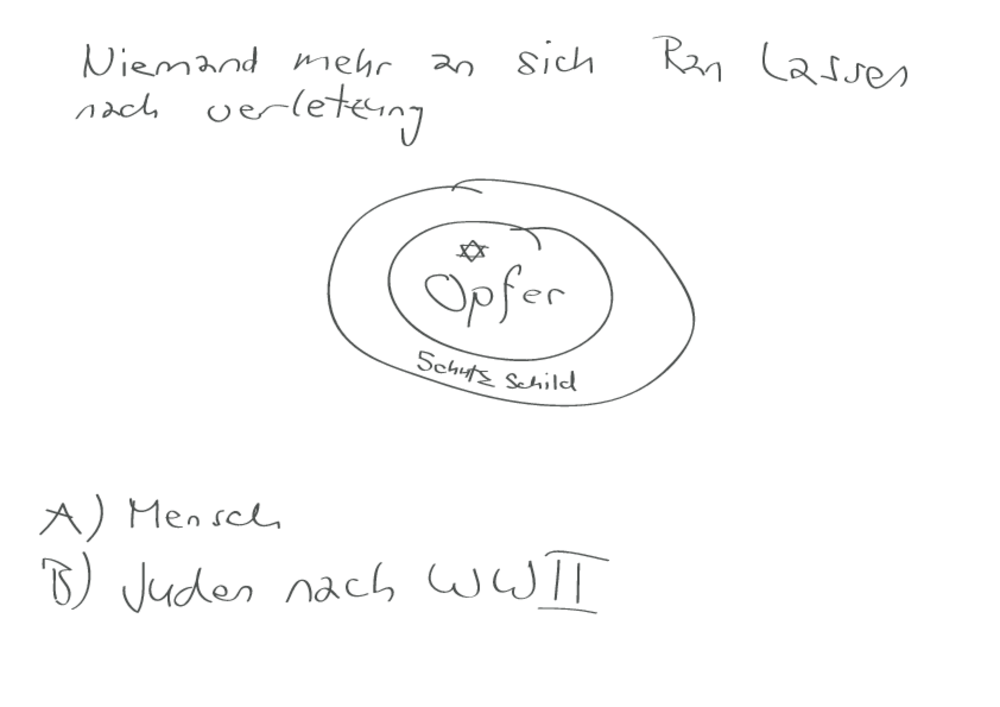 Niemand mehr an sich Ran Lassen
nach verletzung
Opfer
Schutz Schild
A) Mensch
B) Juden nach WWII